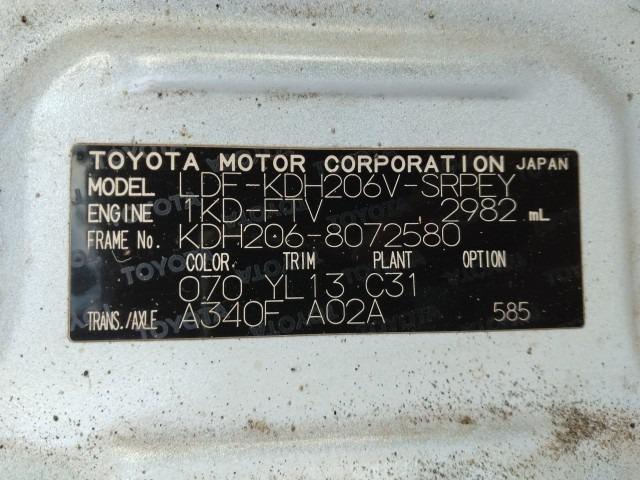 TOYOTA MOTOR CORPORATION JAPAN
MODEL LDF-KDH206V-SRPEY
ENGINE 1KD-FTV , 2982 mL
FRAME No. KDH206-8072580
COLOR TRIM PLANT OPTION
070 YL13 C31
TRANS./AXLE A340F A02A 585